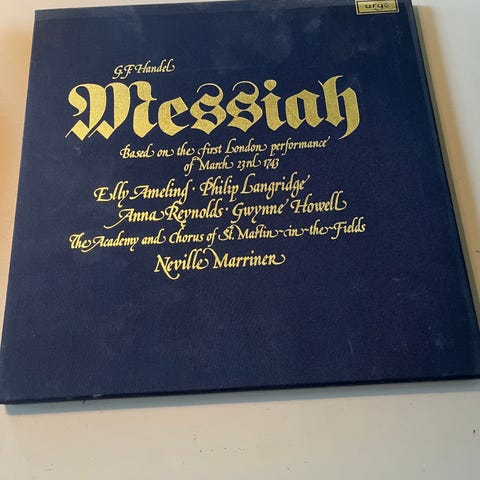 argo
G.F. Handel
Messiah
Based on the first London performance
of March 23rd 1743
Elly Ameling · Philip Langridge
Anna Reynolds · Gwynne Howell
The Academy and Chorus of St. Martin-in-the-Fields
Neville Marriner